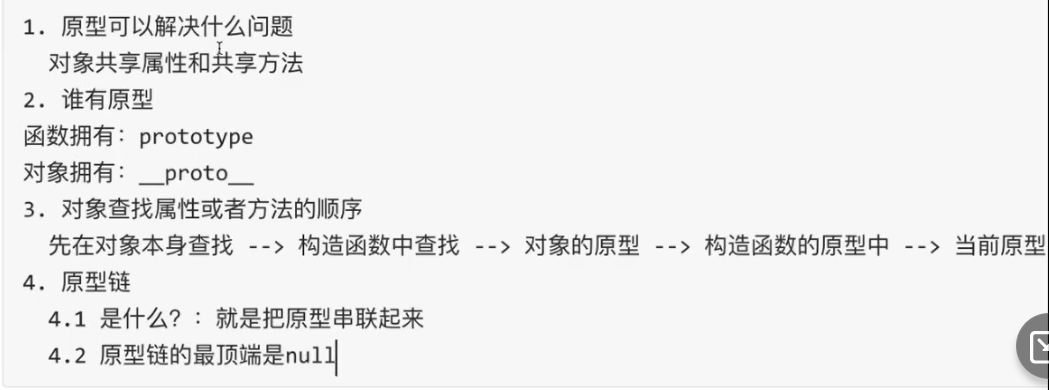 1. 原型可以解决什么问题
对象共享属性和共享方法
2. 谁有原型
函数拥有：prototype
对象拥有：__proto__
3. 对象查找属性或者方法的顺序
先在对象本身查找 --> 构造函数中查找 --> 对象的原型 --> 构造函数的原型中 --> 当前原型
4. 原型链
4.1 是什么？：就是把原型串联起来
4.2 原型链的最顶端是null